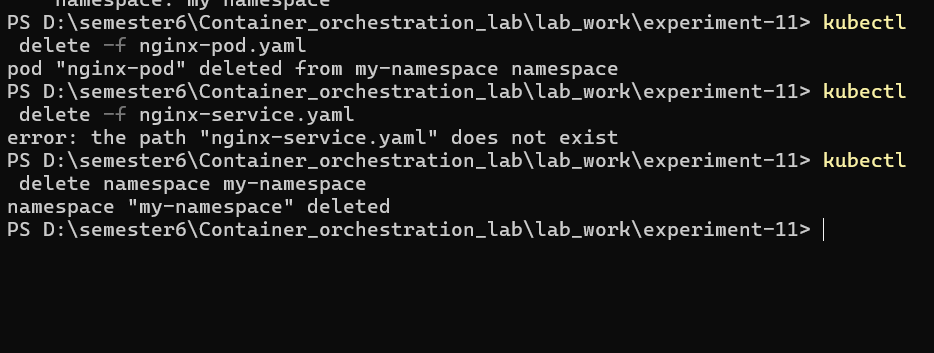 namespace: my namespace
PS D:\semester6\Container_orchestration_lab\lab_work\experiment-11> kubectl
 delete -f nginx-pod.yaml
pod "nginx-pod" deleted from my-namespace namespace
PS D:\semester6\Container_orchestration_lab\lab_work\experiment-11> kubectl
 delete -f nginx-service.yaml
error: the path "nginx-service.yaml" does not exist
PS D:\semester6\Container_orchestration_lab\lab_work\experiment-11> kubectl
 delete namespace my-namespace
namespace "my-namespace" deleted
PS D:\semester6\Container_orchestration_lab\lab_work\experiment-11>